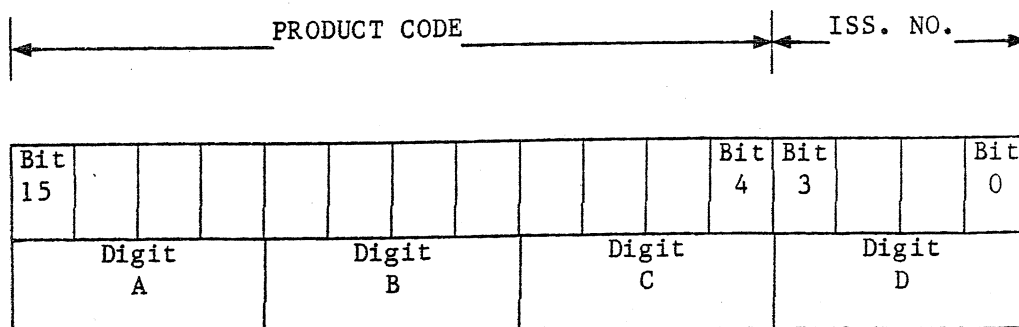 PRODUCT CODE ISS. NO.
Bit Bit Bit Bit
15 4 3 0
Digit Digit Digit Digit
A B C D